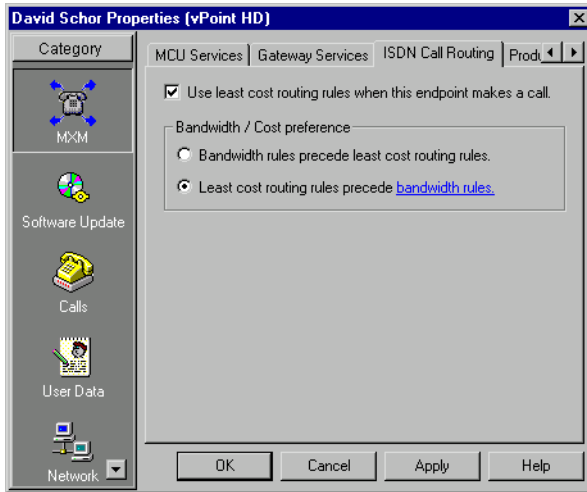 David Schor Properties (vPoint HD)
Category
MXM
Software Update
Calls
User Data
Network
MCU Services
Gateway Services
ISDN Call Routing
Produ
Use least cost routing rules when this endpoint makes a call.
Bandwidth / Cost preference
Bandwidth rules precede least cost routing rules.
Least cost routing rules precede bandwidth rules.
OK
Cancel
Apply
Help